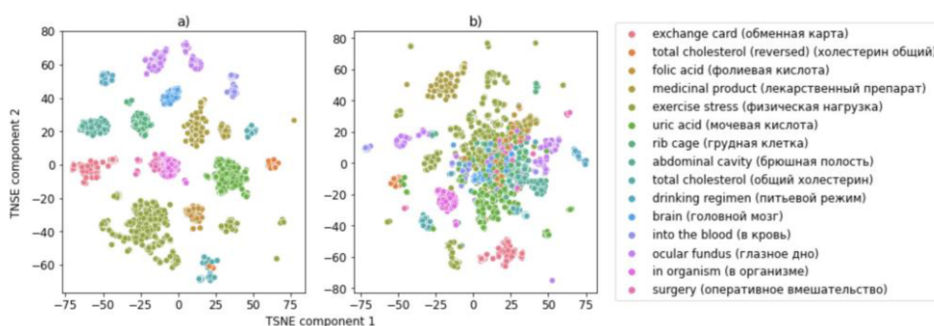 a)
80
60
40
20
0
−20
−40
−60
−75 −50 −25 0 25 50 75
TNSE component 2
b)
80
60
40
20
0
−20
−40
−60
−80
−75 −50 −25 0 25 50 75
TSNE component 1
exchange card (обменная карта)
total cholesterol (reversed) (холестерин общий)
folic acid (фолиевая кислота)
medicinal product (лекарственный препарат)
exercise stress (физическая нагрузка)
uric acid (мочевая кислота)
rib cage (грудная клетка)
abdominal cavity (брюшная полость)
total cholesterol (общий холестерин)
drinking regimen (питьевой режим)
brain (головной мозг)
into the blood (в кровь)
ocular fundus (глазное дно)
in organism (в организме)
surgery (оперативное вмешательство)